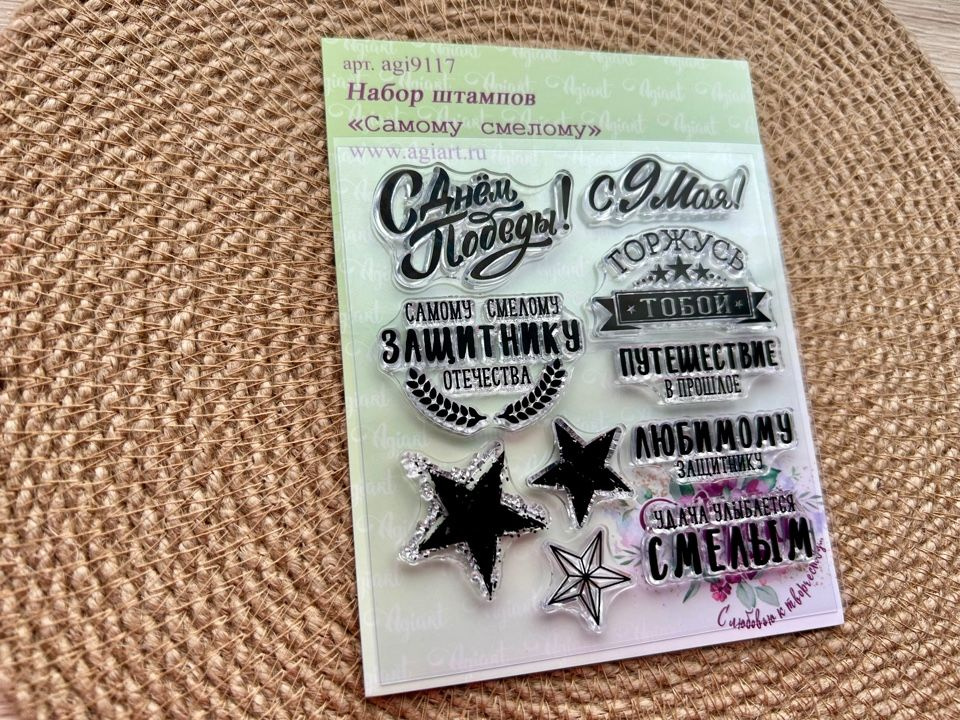 арт. agi9117
Набор штампов
«Самому смелому»
www.agiart.ru
С Днём
Победы!
С 9 Мая!
ГОРЖУСЬ
ТОБОЙ
САМОМУ СМЕЛОМУ
ЗАЩИТНИКУ
ОТЕЧЕСТВА
ПУТЕШЕСТВИЕ
В ПРОШЛОЕ
ЛЮБИМОМУ
ЗАЩИТНИКУ
УДАЧА УЛЫБАЕТСЯ
СМЕЛЫМ
С любовью к творчеству,
Agiart